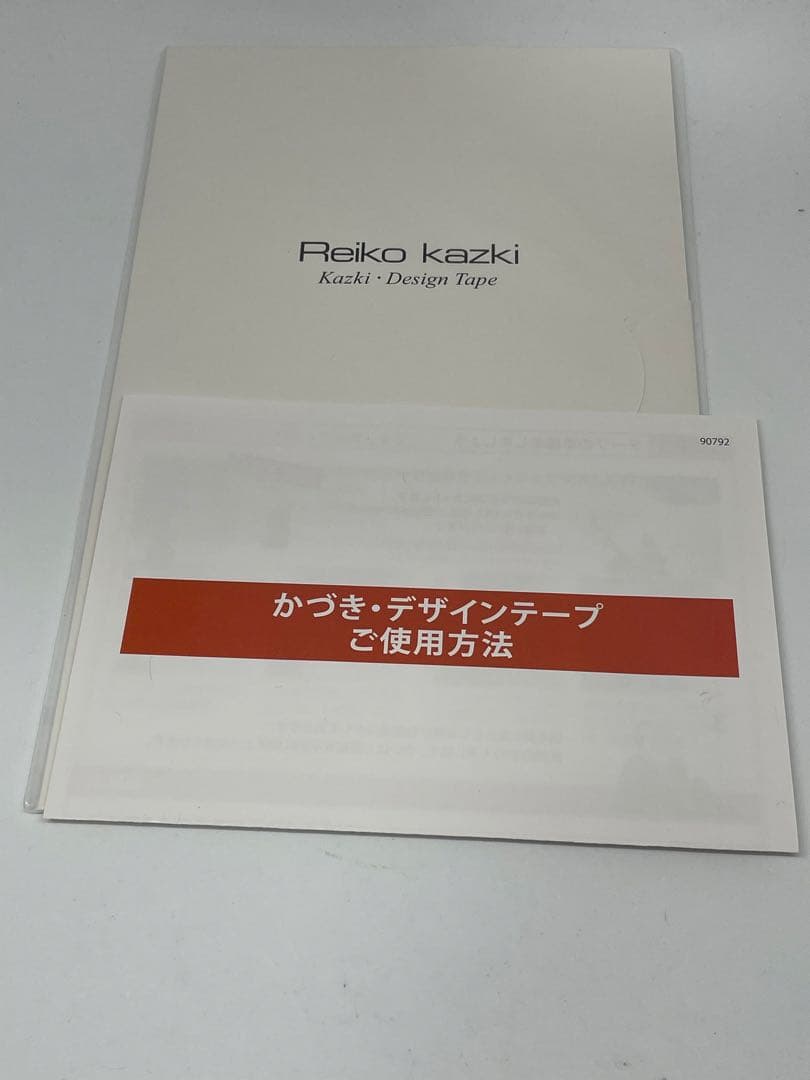 Reiko kazki
Kazki・Design Tape
90792
かづき・デザインテープ
ご使用方法